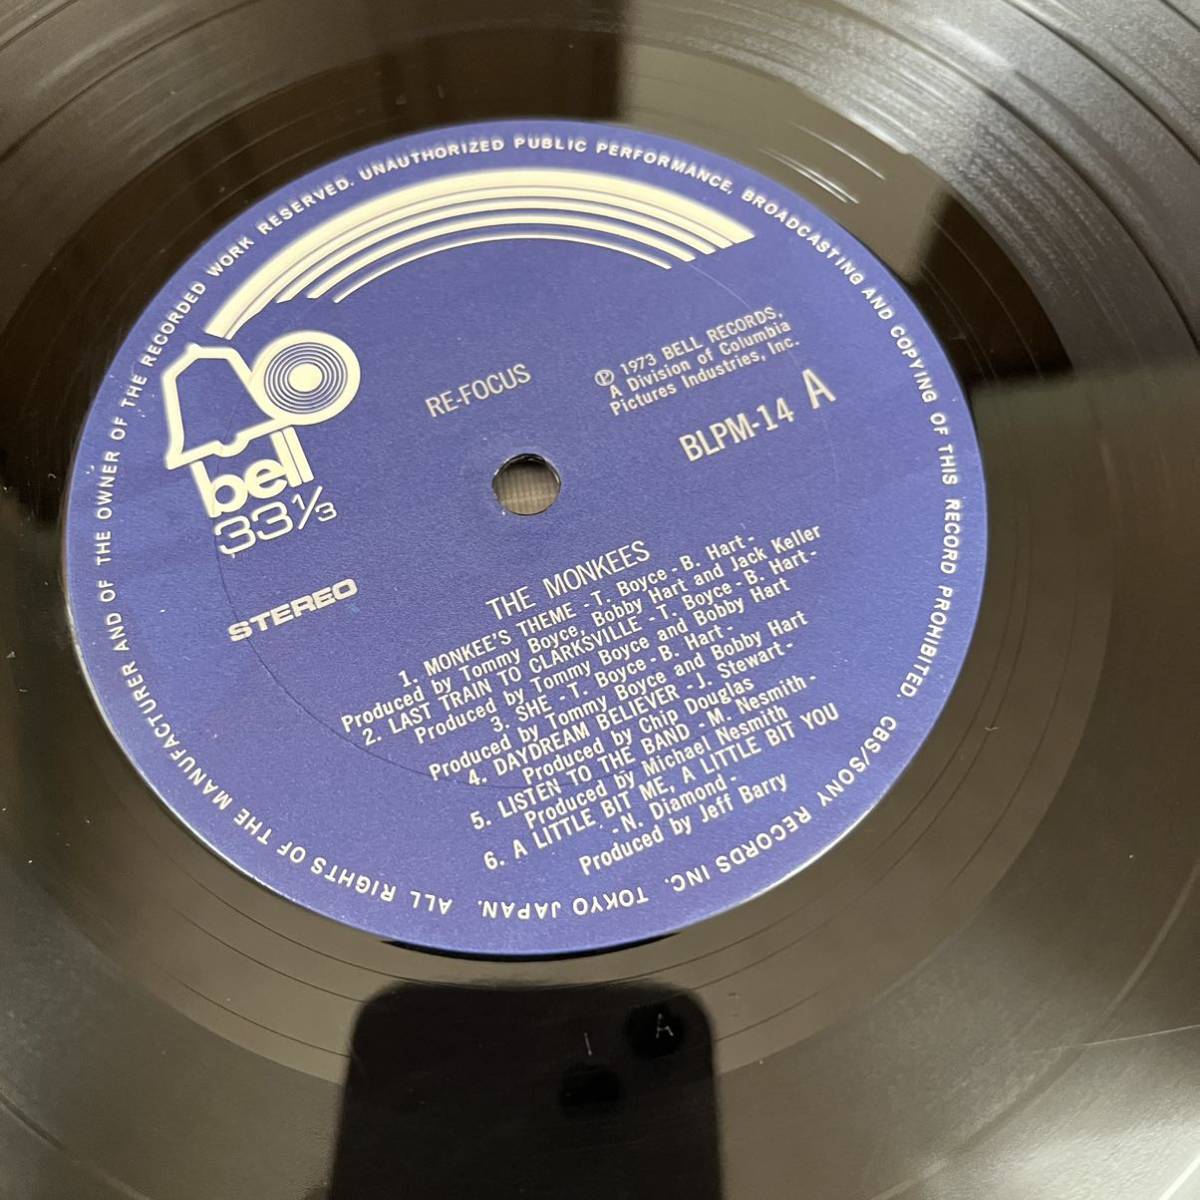 ALL RIGHTS OF THE MANUFACTURER AND OF THE OWNER OF THE RECORDED WORK RESERVED. UNAUTHORIZED PUBLIC PERFORMANCE, BROADCASTING AND COPYING OF THIS RECORD PROHIBITED. CBS/SONY RECORDS INC. TOKYO JAPAN.
bell
33 1/3
STEREO
RE-FOCUS
Ⓟ 1973 BELL RECORDS,
A Division of Columbia
Pictures Industries, Inc.
BLPM-14 A
THE MONKEES
1. MONKEE'S THEME - T. Boyce - B. Hart -
Produced by Tommy Boyce, Bobby Hart and Jack Keller
2. LAST TRAIN TO CLARKSVILLE - T. Boyce - B. Hart -
Produced by Tommy Boyce and Bobby Hart
3. SHE - T. Boyce - B. Hart -
Produced by Tommy Boyce and Bobby Hart
4. DAYDREAM BELIEVER - J. Stewart -
Produced by Chip Douglas
5. LISTEN TO THE BAND - M. Nesmith -
Produced by Michael Nesmith
6. A LITTLE BIT ME, A LITTLE BIT YOU
- N. Diamond -
Produced by Jeff Barry
I A